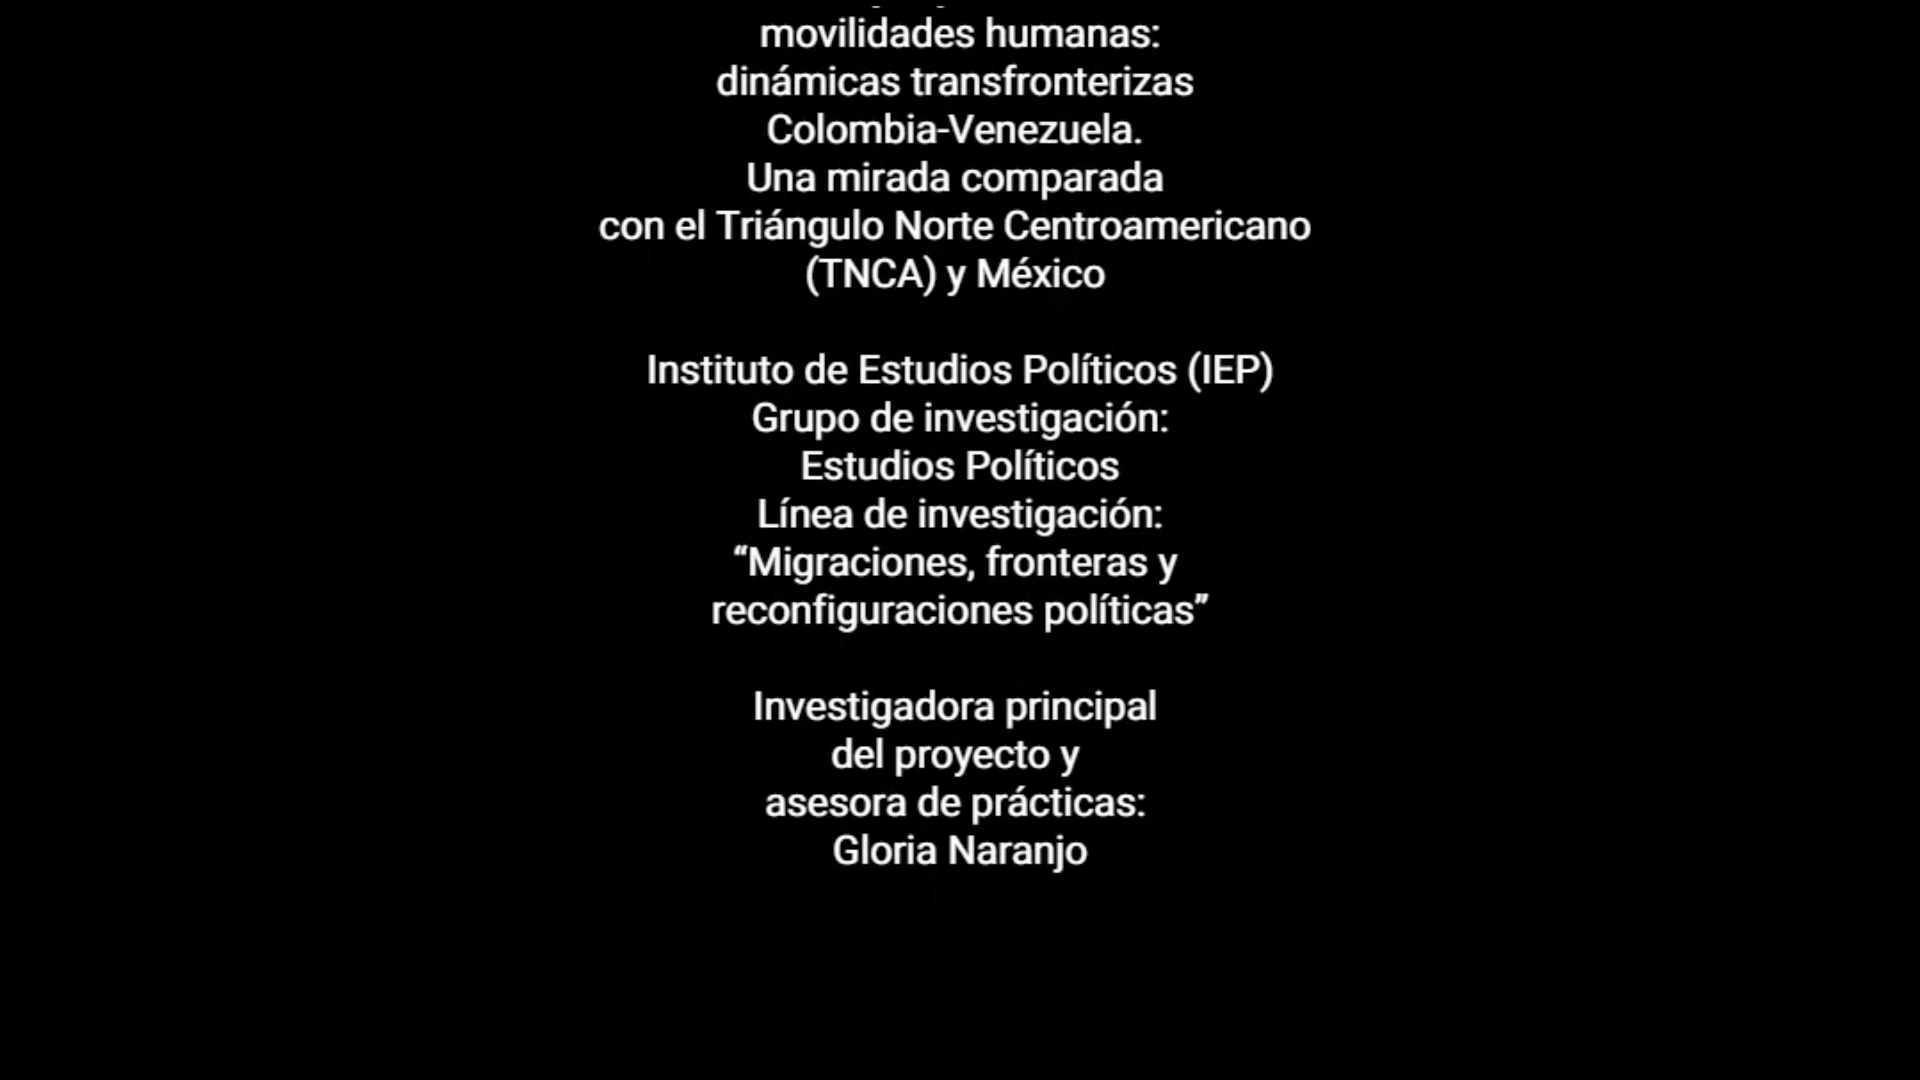 movilidades humanas:
dinámicas transfronterizas
Colombia-Venezuela.
Una mirada comparada
con el Triángulo Norte Centroamericano
(TNCA) y México
Instituto de Estudios Políticos (IEP)
Grupo de investigación:
Estudios Políticos
Línea de investigación:
“Migraciones, fronteras y
reconfiguraciones políticas”
Investigadora principal
del proyecto y
asesora de prácticas:
Gloria Naranjo